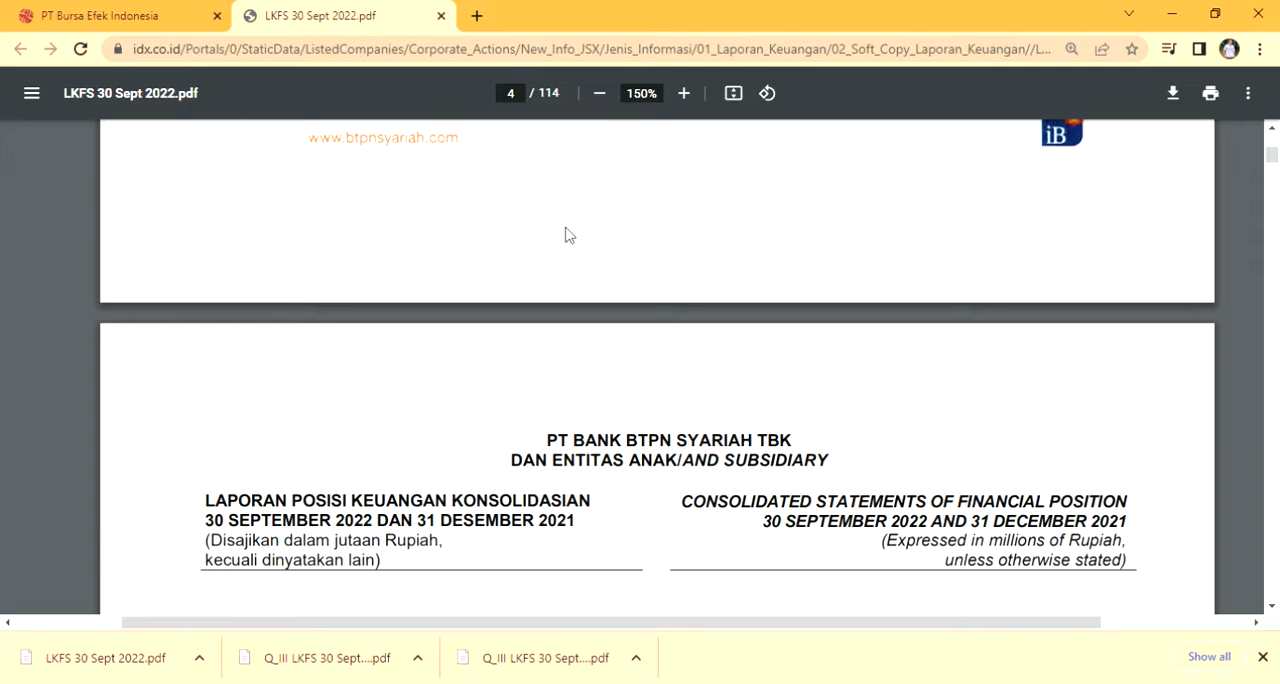 PT Bursa Efek Indonesia
LKFS 30 Sept 2022.pdf
idx.co.id/Portals/0/StaticData/ListedCompanies/Corporate_Actions/New_Info_JSX/Jenis_Informasi/01_Laporan_Keuangan/02_Soft_Copy_Laporan_Keuangan//L...
LKFS 30 Sept 2022.pdf
4 / 114
150%
www.btpnsyariah.com
iB
PT BANK BTPN SYARIAH TBK
DAN ENTITAS ANAK/AND SUBSIDIARY
LAPORAN POSISI KEUANGAN KONSOLIDASIAN
30 SEPTEMBER 2022 DAN 31 DESEMBER 2021
(Disajikan dalam jutaan Rupiah,
kecuali dinyatakan lain)
CONSOLIDATED STATEMENTS OF FINANCIAL POSITION
30 SEPTEMBER 2022 AND 31 DECEMBER 2021
(Expressed in millions of Rupiah,
unless otherwise stated)
LKFS 30 Sept 2022.pdf
Q_III LKFS 30 Sept....pdf
Q_III LKFS 30 Sept....pdf
Show all